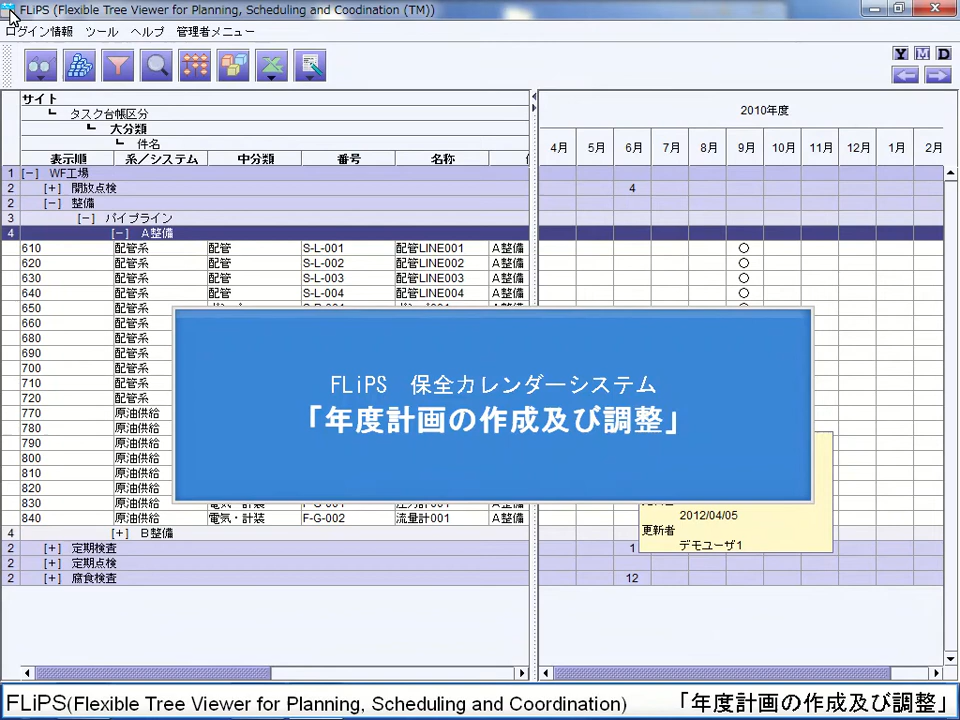 FLiPS (Flexible Tree Viewer for Planning, Scheduling and Coodination (TM))
ログイン情報 ツール ヘルプ 管理者メニュー
Y M D
サイト
タスク台帳区分
大分類
件名
表示順 系/システム 中分類 番号 名称
2010年度
4月 5月 6月 7月 8月 9月 10月 11月 12月 1月 2月
1 [-] WF工場
2 [+] 開放点検 4
2 [-] 整備
3 [-] パイプライン
4 [-] A整備
610 配管系 配管 S-L-001 配管LINE001 A整備 ○
620 配管系 配管 S-L-002 配管LINE002 A整備 ○
630 配管系 配管 S-L-003 配管LINE003 A整備 ○
640 配管系 配管 S-L-004 配管LINE004 A整備 ○
650 配管系
660 配管系
680 配管系
690 配管系
700 配管系
710 配管系
720 配管系
770 原油供給
780 原油供給
790 原油供給
800 原油供給
810 原油供給
820 原油供給
830 原油供給
840 原油供給 電気・計装 F-G-002 流量計001 A整備
4 [+] B整備
2 [+] 定期検査 1
2 [+] 定期点検
2 [+] 腐食検査 12
FLiPS 保全カレンダーシステム
「年度計画の作成及び調整」
2012/04/05
更新者
デモユーザ1
FLiPS(Flexible Tree Viewer for Planning, Scheduling and Coordination) 「年度計画の作成及び調整」